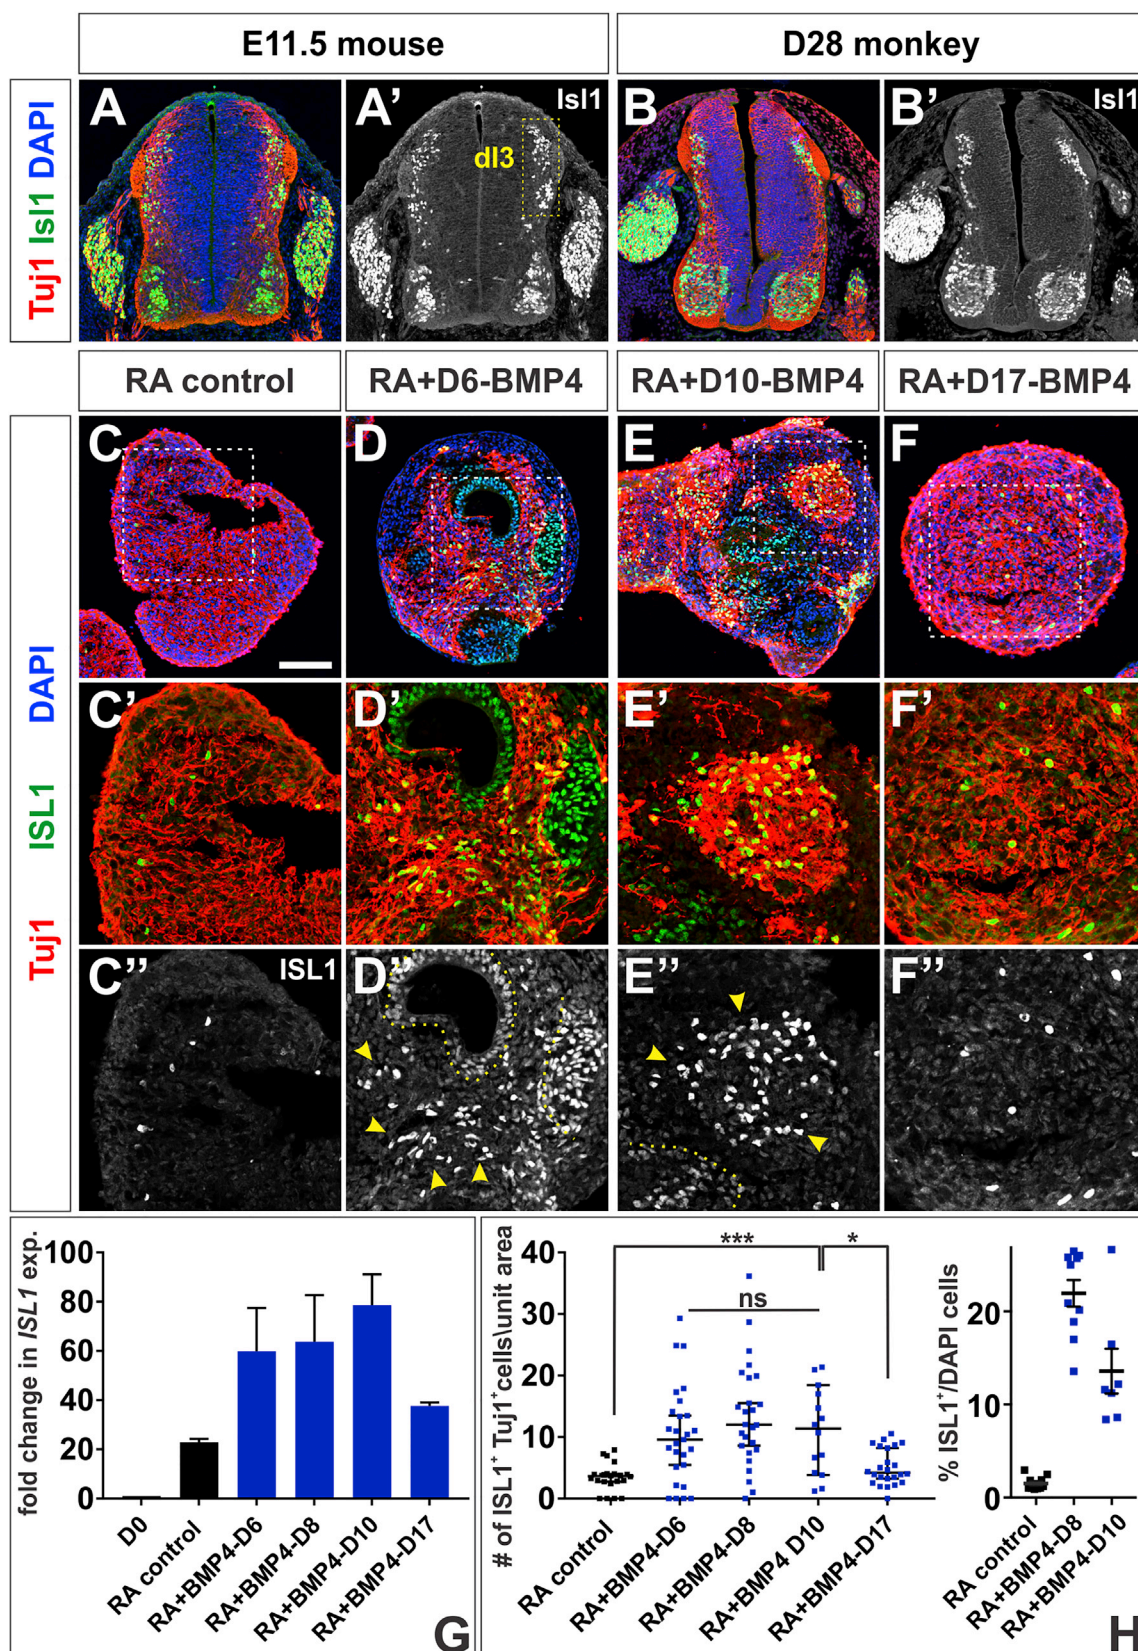 E11.5 mouse
D28 monkey
Tuj1 Isl1 DAPI
A
A’
Isl1
dI3
B
B’
Isl1
RA control
RA+D6-BMP4
RA+D10-BMP4
RA+D17-BMP4
Tuj1 ISL1 DAPI
C
D
E
F
C’
D’
E’
F’
C’’
ISL1
D’’
E’’
F’’
fold change in ISL1 exp.
100
80
60
40
20
0
D0
RA control
RA+BMP4-D6
RA+BMP4-D8
RA+BMP4-D10
RA+BMP4-D17
G
# of ISL1+ Tuj1+cells\unit area
40
30
20
10
0
***
*
ns
RA control
RA+BMP4-D6
RA+BMP4-D8
RA+BMP4 D10
RA+BMP4-D17
% ISL1+/DAPI cells
20
10
0
RA control
RA+BMP4-D8
RA+BMP4-D10
H